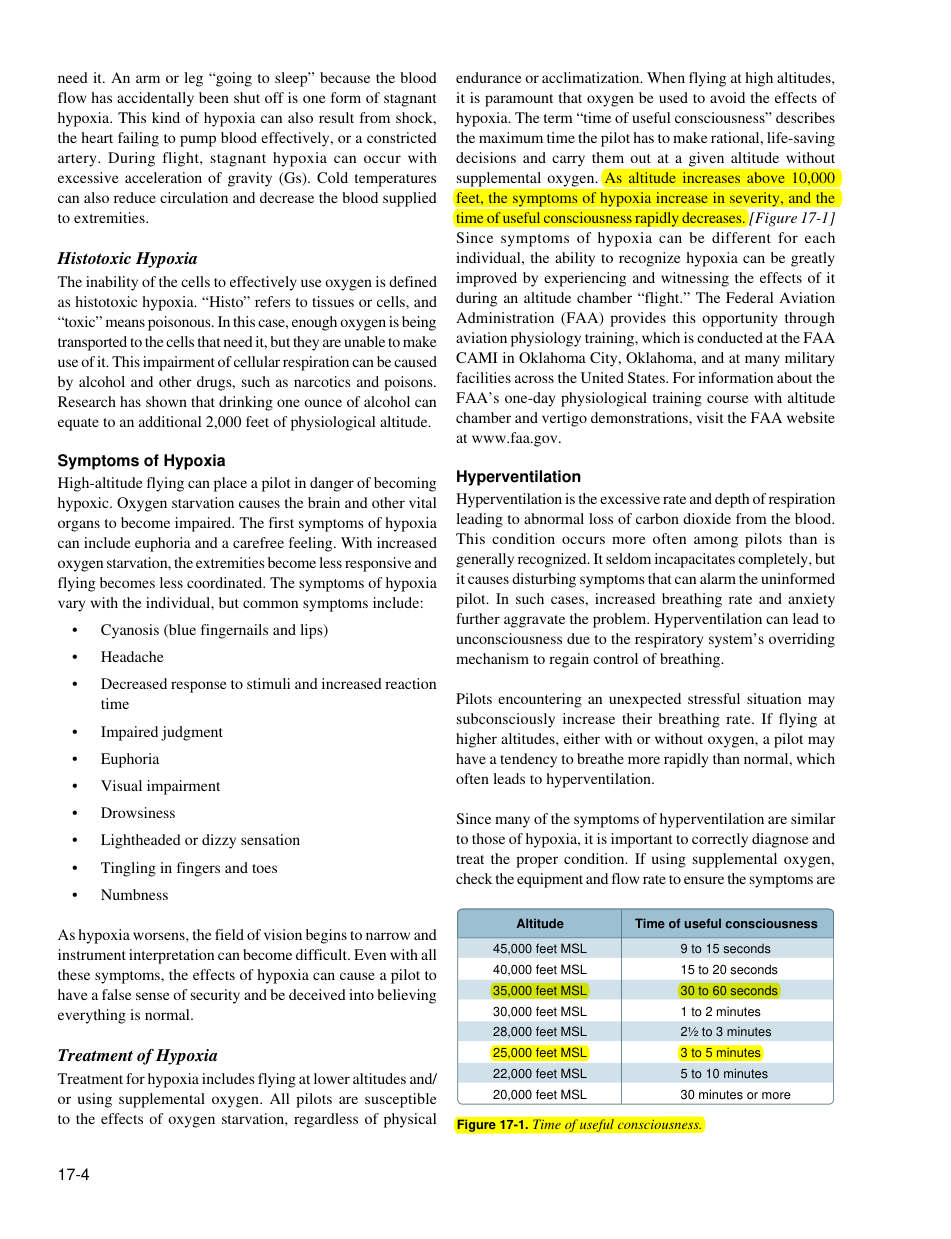 need it. An arm or leg “going to sleep” because the blood
flow has accidentally been shut off is one form of stagnant
hypoxia. This kind of hypoxia can also result from shock,
the heart failing to pump blood effectively, or a constricted
artery. During flight, stagnant hypoxia can occur with
excessive acceleration of gravity (Gs). Cold temperatures
can also reduce circulation and decrease the blood supplied
to extremities.
Histotoxic Hypoxia
The inability of the cells to effectively use oxygen is defined
as histotoxic hypoxia. “Histo” refers to tissues or cells, and
“toxic” means poisonous. In this case, enough oxygen is being
transported to the cells that need it, but they are unable to make
use of it. This impairment of cellular respiration can be caused
by alcohol and other drugs, such as narcotics and poisons.
Research has shown that drinking one ounce of alcohol can
equate to an additional 2,000 feet of physiological altitude.
Symptoms of Hypoxia
High-altitude flying can place a pilot in danger of becoming
hypoxic. Oxygen starvation causes the brain and other vital
organs to become impaired. The first symptoms of hypoxia
can include euphoria and a carefree feeling. With increased
oxygen starvation, the extremities become less responsive and
flying becomes less coordinated. The symptoms of hypoxia
vary with the individual, but common symptoms include:
• Cyanosis (blue fingernails and lips)
• Headache
• Decreased response to stimuli and increased reaction
time
• Impaired judgment
• Euphoria
• Visual impairment
• Drowsiness
• Lightheaded or dizzy sensation
• Tingling in fingers and toes
• Numbness
As hypoxia worsens, the field of vision begins to narrow and
instrument interpretation can become difficult. Even with all
these symptoms, the effects of hypoxia can cause a pilot to
have a false sense of security and be deceived into believing
everything is normal.
Treatment of Hypoxia
Treatment for hypoxia includes flying at lower altitudes and/
or using supplemental oxygen. All pilots are susceptible
to the effects of oxygen starvation, regardless of physical
endurance or acclimatization. When flying at high altitudes,
it is paramount that oxygen be used to avoid the effects of
hypoxia. The term “time of useful consciousness” describes
the maximum time the pilot has to make rational, life-saving
decisions and carry them out at a given altitude without
supplemental oxygen. As altitude increases above 10,000
feet, the symptoms of hypoxia increase in severity, and the
time of useful consciousness rapidly decreases. [Figure 17-1]
Since symptoms of hypoxia can be different for each
individual, the ability to recognize hypoxia can be greatly
improved by experiencing and witnessing the effects of it
during an altitude chamber “flight.” The Federal Aviation
Administration (FAA) provides this opportunity through
aviation physiology training, which is conducted at the FAA
CAMI in Oklahoma City, Oklahoma, and at many military
facilities across the United States. For information about the
FAA’s one-day physiological training course with altitude
chamber and vertigo demonstrations, visit the FAA website
at www.faa.gov.
Hyperventilation
Hyperventilation is the excessive rate and depth of respiration
leading to abnormal loss of carbon dioxide from the blood.
This condition occurs more often among pilots than is
generally recognized. It seldom incapacitates completely, but
it causes disturbing symptoms that can alarm the uninformed
pilot. In such cases, increased breathing rate and anxiety
further aggravate the problem. Hyperventilation can lead to
unconsciousness due to the respiratory system’s overriding
mechanism to regain control of breathing.
Pilots encountering an unexpected stressful situation may
subconsciously increase their breathing rate. If flying at
higher altitudes, either with or without oxygen, a pilot may
have a tendency to breathe more rapidly than normal, which
often leads to hyperventilation.
Since many of the symptoms of hyperventilation are similar
to those of hypoxia, it is important to correctly diagnose and
treat the proper condition. If using supplemental oxygen,
check the equipment and flow rate to ensure the symptoms are
Altitude Time of useful consciousness
45,000 feet MSL 9 to 15 seconds
40,000 feet MSL 15 to 20 seconds
35,000 feet MSL 30 to 60 seconds
30,000 feet MSL 1 to 2 minutes
28,000 feet MSL 2½ to 3 minutes
25,000 feet MSL 3 to 5 minutes
22,000 feet MSL 5 to 10 minutes
20,000 feet MSL 30 minutes or more
Figure 17-1. Time of useful consciousness.
17-4